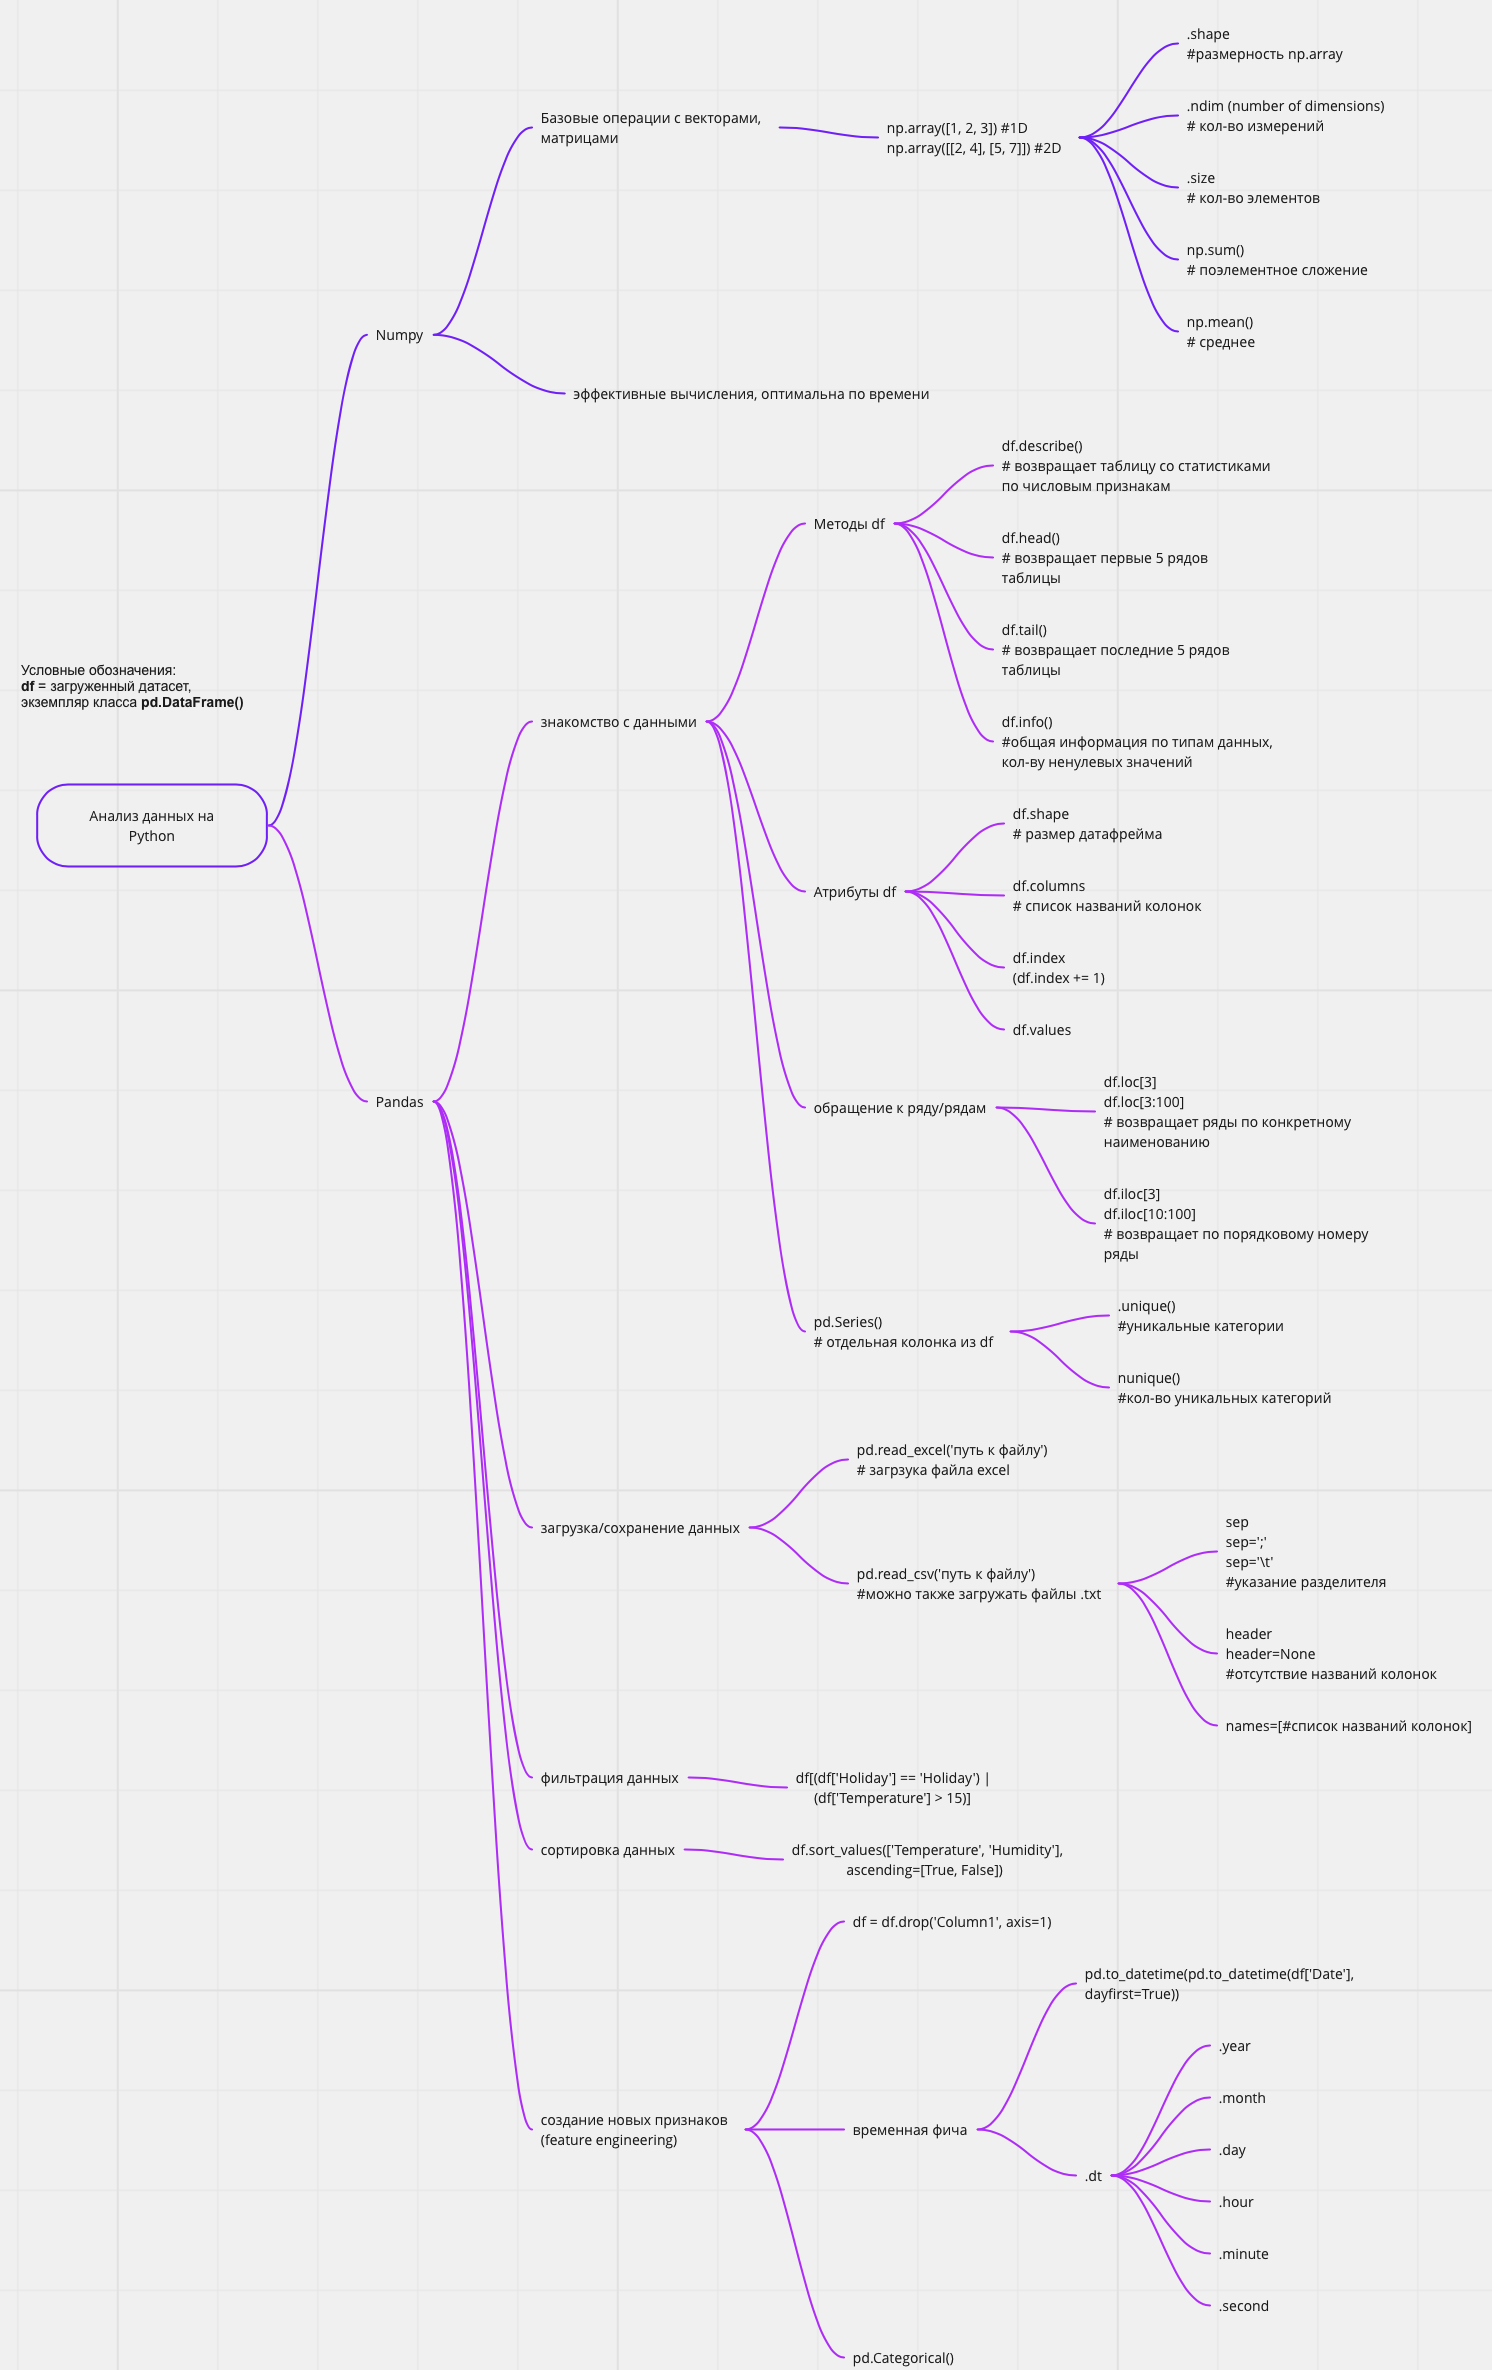 Условные обозначения:
df = загруженный датасет,
экземпляр класса pd.DataFrame()
Анализ данных на
Python
Numpy
Базовые операции с векторами,
матрицами
np.array([1, 2, 3]) #1D
np.array([[2, 4], [5, 7]]) #2D
.shape
#размерность np.array
.ndim (number of dimensions)
# кол-во измерений
.size
# кол-во элементов
np.sum()
# поэлементное сложение
np.mean()
# среднее
эффективные вычисления, оптимальна по времени
Pandas
знакомство с данными
Методы df
df.describe()
# возвращает таблицу со статистиками
по числовым признакам
df.head()
# возвращает первые 5 рядов
таблицы
df.tail()
# возвращает последние 5 рядов
таблицы
df.info()
#общая информация по типам данных,
кол-ву ненулевых значений
Атрибуты df
df.shape
# размер датафрейма
df.columns
# список названий колонок
df.index
(df.index += 1)
df.values
обращение к ряду/рядам
df.loc[3]
df.loc[3:100]
# возвращает ряды по конкретному
наименованию
df.iloc[3]
df.iloc[10:100]
# возвращает по порядковому номеру
ряды
pd.Series()
# отдельная колонка из df
.unique()
#уникальные категории
nunique()
#кол-во уникальных категорий
загрузка/сохранение данных
pd.read_excel('путь к файлу')
# загрзука файла excel
pd.read_csv('путь к файлу')
#можно также загружать файлы .txt
sep
sep=';'
sep='\t'
#указание разделителя
header
header=None
#отсутствие названий колонок
names=[#список названий колонок]
фильтрация данных
df[(df['Holiday'] == 'Holiday') |
(df['Temperature'] > 15)]
сортировка данных
df.sort_values(['Temperature', 'Humidity'],
ascending=[True, False])
создание новых признаков
(feature engineering)
df = df.drop('Column1', axis=1)
временная фича
pd.to_datetime(pd.to_datetime(df['Date'],
dayfirst=True))
.dt
.year
.month
.day
.hour
.minute
.second
pd.Categorical()